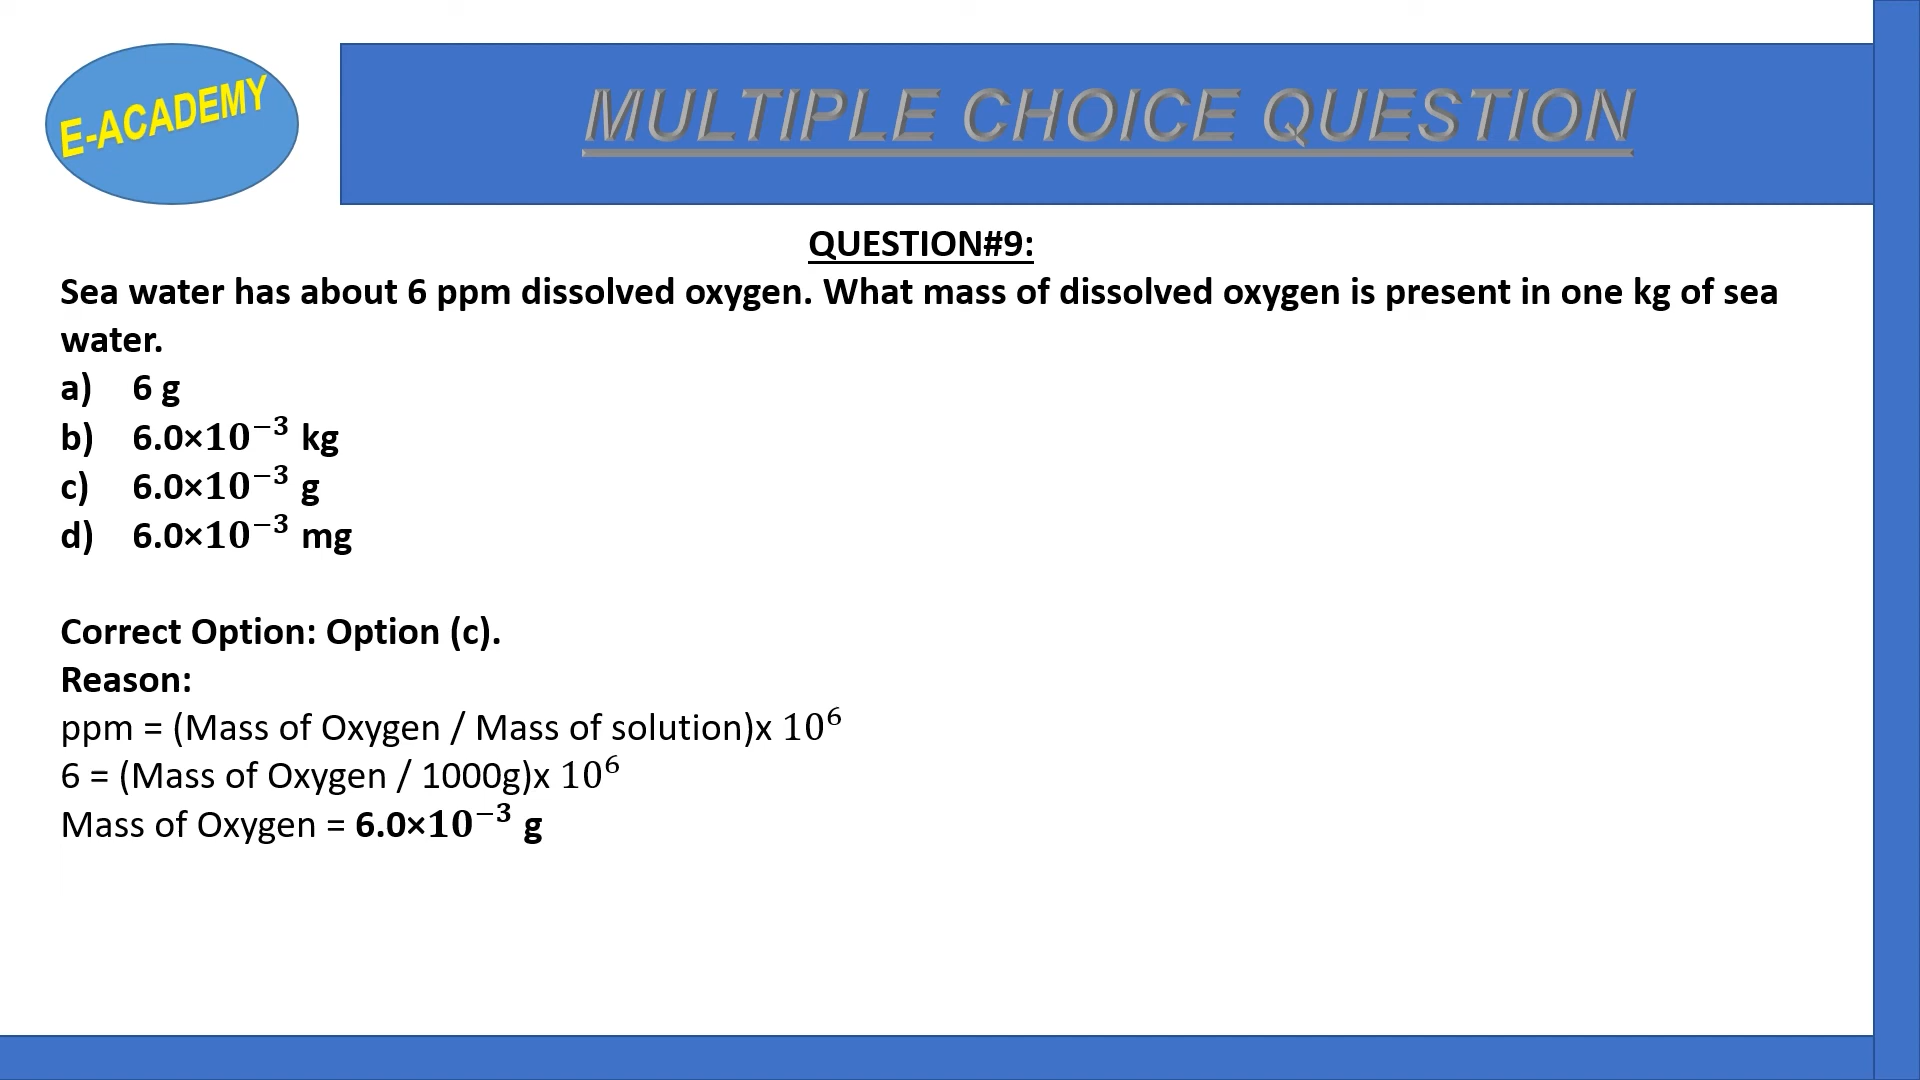 E-ACADEMY
MULTIPLE CHOICE QUESTION
QUESTION#9:
Sea water has about 6 ppm dissolved oxygen. What mass of dissolved oxygen is present in one kg of sea
water.
a) 6 g
b) 6.0×10⁻³ kg
c) 6.0×10⁻³ g
d) 6.0×10⁻³ mg
Correct Option: Option (c).
Reason:
ppm = (Mass of Oxygen / Mass of solution)x 10⁶
6 = (Mass of Oxygen / 1000g)x 10⁶
Mass of Oxygen = 6.0×10⁻³ g